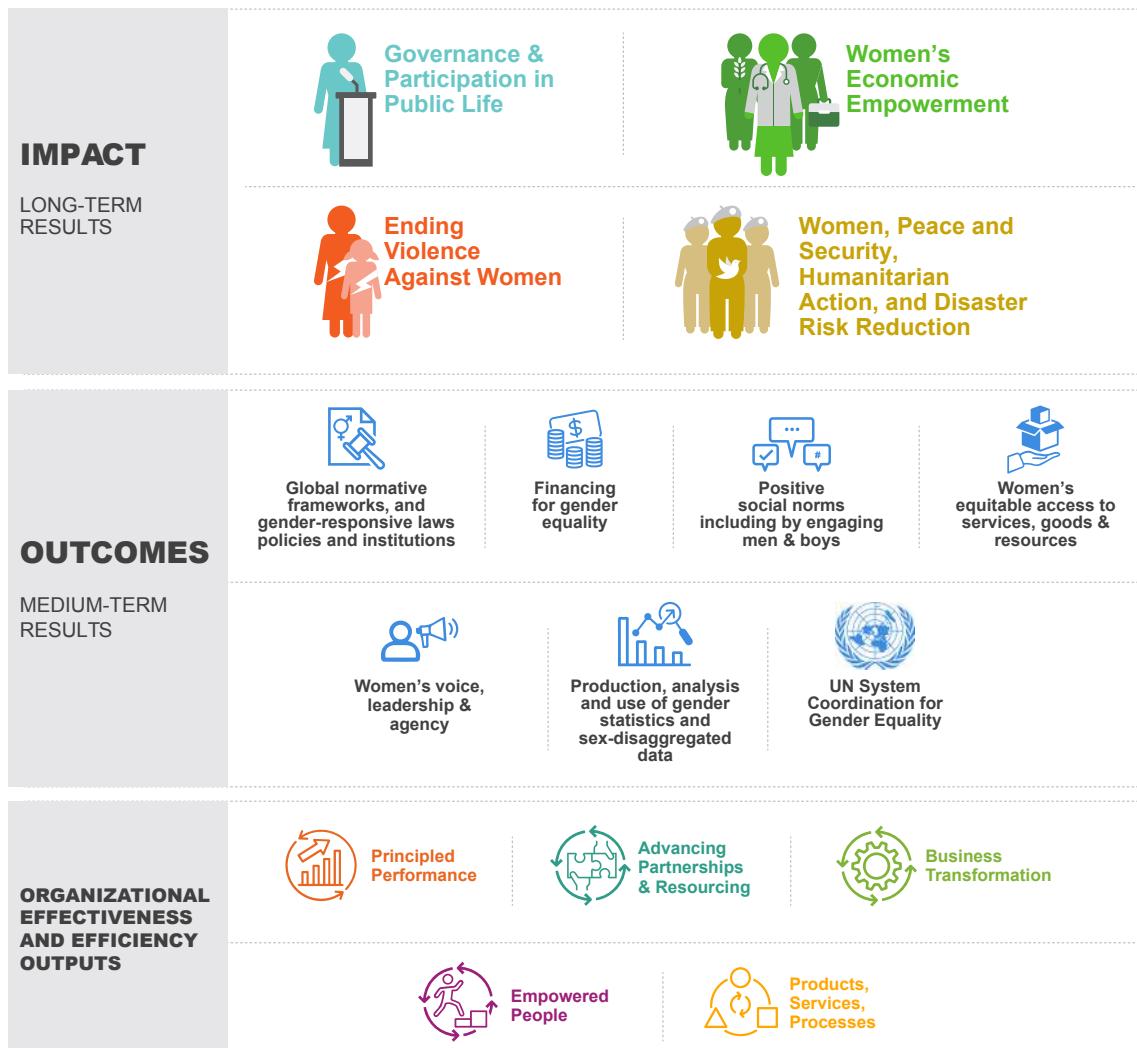 IMPACT
LONG-TERM
RESULTS
Governance &
Participation in
Public Life
Women’s
Economic
Empowerment
Ending
Violence
Against Women
Women, Peace and
Security,
Humanitarian
Action, and Disaster
Risk Reduction
OUTCOMES
MEDIUM-TERM
RESULTS
$
...
#
Global normative
frameworks, and
gender-responsive laws
policies and institutions
Financing
for gender
equality
Positive
social norms
including by engaging
men & boys
Women’s
equitable access to
services, goods &
resources
Women’s voice,
leadership &
agency
Production, analysis
and use of gender
statistics and
sex-disaggregated
data
UN System
Coordination for
Gender Equality
ORGANIZATIONAL
EFFECTIVENESS
AND EFFICIENCY
OUTPUTS
Principled
Performance
Advancing
Partnerships
& Resourcing
Business
Transformation
Empowered
People
Products,
Services,
Processes